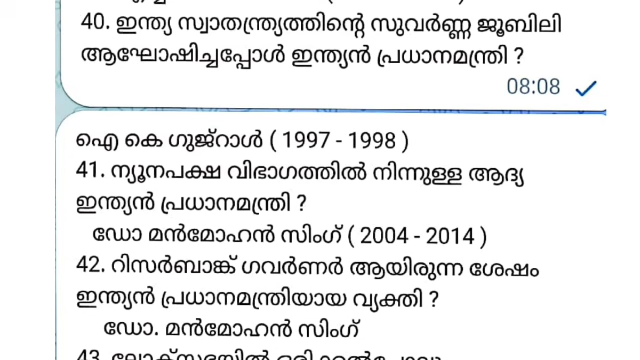 40. ഇന്ത്യ സ്വാതന്ത്ര്യത്തിന്റെ സുവർണ്ണ ജൂബിലി
ആഘോഷിച്ചപ്പോൾ ഇന്ത്യൻ പ്രധാനമന്ത്രി ?
08:08
ഐ കെ ഗുജ്റാൾ ( 1997 - 1998 )
41. ന്യൂനപക്ഷ വിഭാഗത്തിൽ നിന്നുള്ള ആദ്യ
ഇന്ത്യൻ പ്രധാനമന്ത്രി ?
ഡോ മൻമോഹൻ സിംഗ് ( 2004 - 2014 )
42. റിസർബാങ്ക് ഗവർണർ ആയിരുന്ന ശേഷം
ഇന്ത്യൻ പ്രധാനമന്ത്രിയായ വ്യക്തി ?
ഡോ. മൻമോഹൻ സിംഗ്
43. ലോക്സഭയിൽ